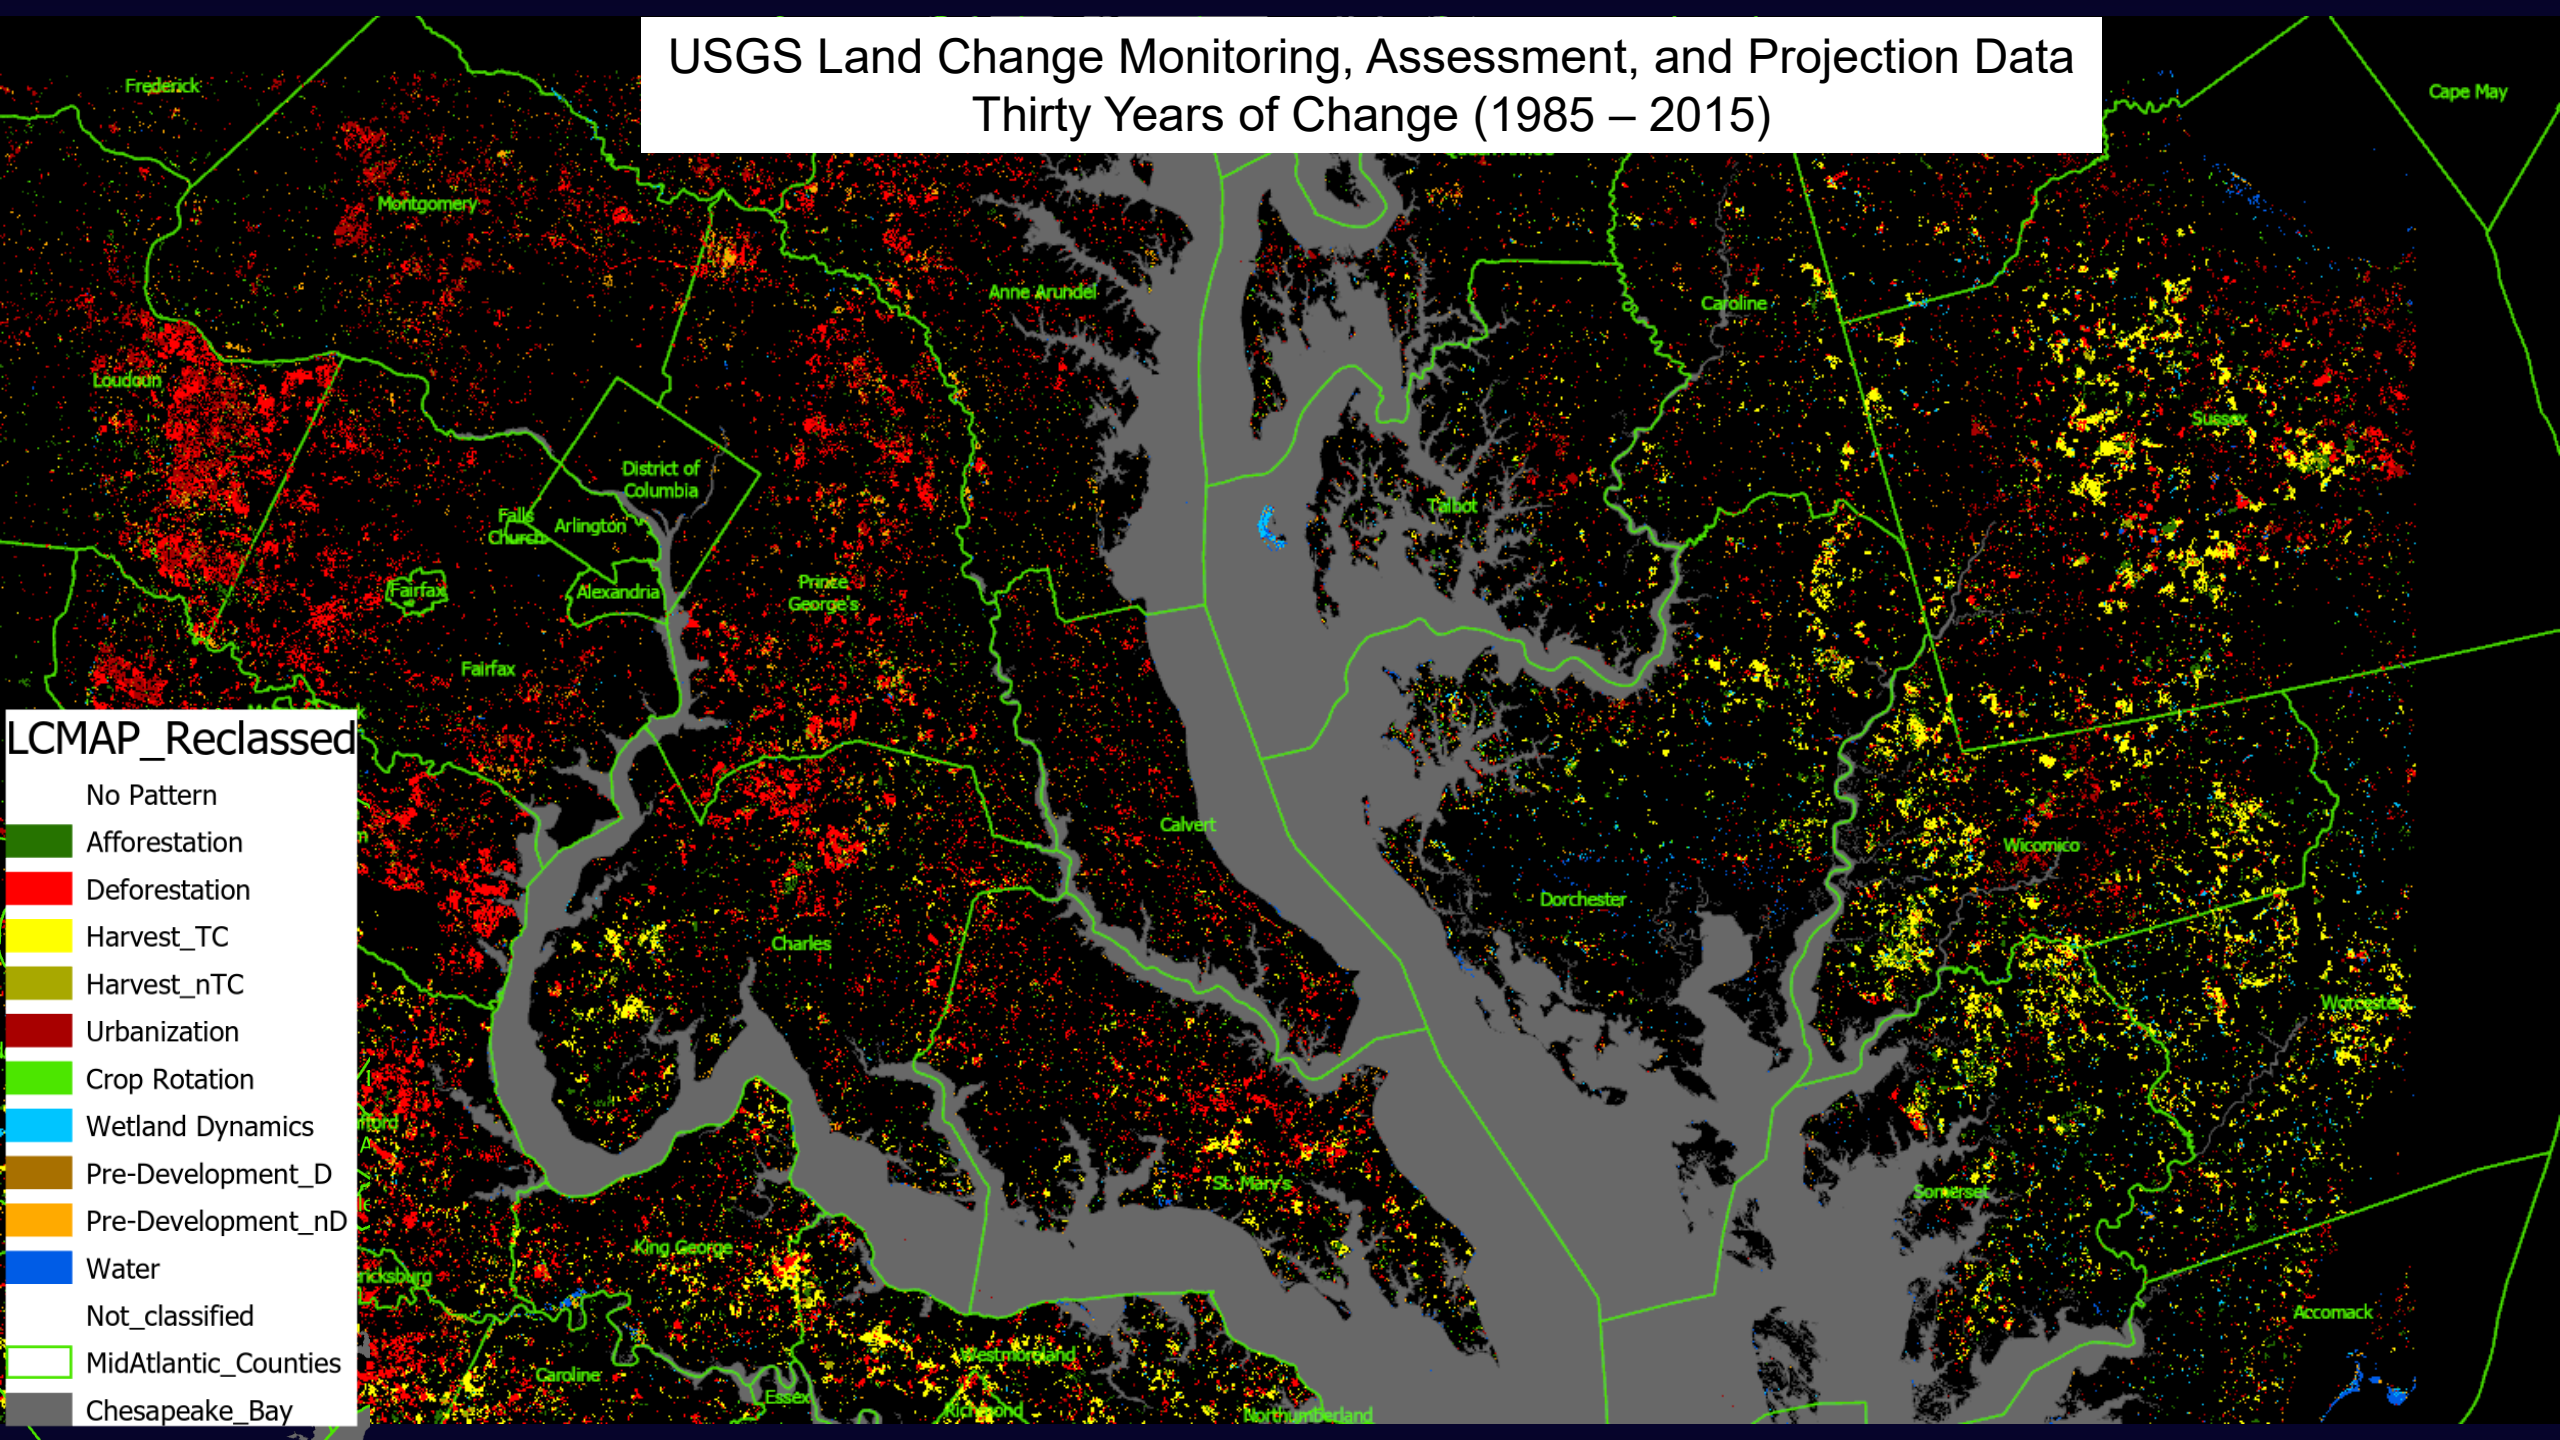 USGS Land Change Monitoring, Assessment, and Projection Data
Thirty Years of Change (1985 – 2015)
Frederick
Cape May
Montgomery
Anne Arundel
Caroline
Loudoun
Sussex
District of
Columbia
Falls
Church
Arlington
Talbot
Fairfax
Alexandria
Prince
George's
Fairfax
Calvert
Wicomico
Dorchester
Charles
Worcester
St. Mary's
Somerset
King George
Accomack
Westmoreland
Caroline
Essex
Richmond
Northumberland
LCMAP_Reclassed
No Pattern
Afforestation
Deforestation
Harvest_TC
Harvest_nTC
Urbanization
Crop Rotation
Wetland Dynamics
Pre-Development_D
Pre-Development_nD
Water
Not_classified
MidAtlantic_Counties
Chesapeake_Bay